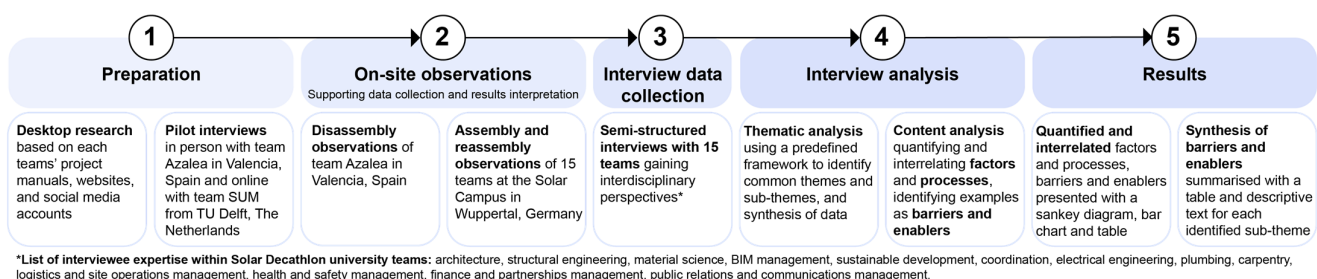 1
Preparation
2
On-site observations
Supporting data collection and results interpretation
3
Interview data
collection
4
Interview analysis
5
Results
Desktop research
based on each
teams' project
manuals, websites,
and social media
accounts
Pilot interviews
in person with team
Azalea in Valencia,
Spain and online
with team SUM
from TU Delft, The
Netherlands
Disassembly
observations of
team Azalea in
Valencia, Spain
Assembly and
reassembly
observations of 15
teams at the Solar
Campus in
Wuppertal, Germany
Semi-structured
interviews with 15
teams gaining
interdisciplinary
perspectives*
Thematic analysis
using a predefined
framework to identify
common themes and
sub-themes, and
synthesis of data
Content analysis
quantifying and
interrelating factors
and processes,
identifying examples
as barriers and
enablers
Quantified and
interrelated factors
and processes,
barriers and enablers
presented with a
sankey diagram, bar
chart and table
Synthesis of
barriers and
enablers
summarised with a
table and descriptive
text for each
identified sub-theme
*List of interviewee expertise within Solar Decathlon university teams: architecture, structural engineering, material science, BIM management, sustainable development, coordination, electrical engineering, plumbing, carpentry,
logistics and site operations management, health and safety management, finance and partnerships management, public relations and communications management.